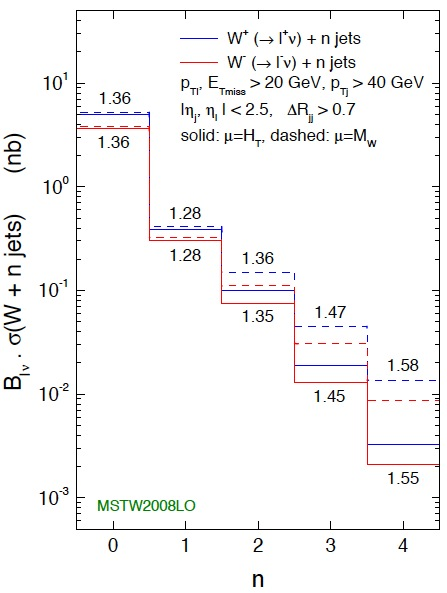 W⁺ (→ l⁺ν) + n jets
W⁻ (→ l⁻ν) + n jets
p_Tl, E_Tmiss > 20 GeV, p_Tj > 40 GeV
|η_j, η_l | < 2.5, ΔR_jj > 0.7
solid: μ=H_T, dashed: μ=M_W
B_lν · σ(W + n jets) (nb)
10¹
10⁰
10⁻¹
10⁻²
10⁻³
1.36
1.36
1.28
1.28
1.36
1.35
1.47
1.45
1.58
1.55
MSTW2008LO
0 1 2 3 4
n